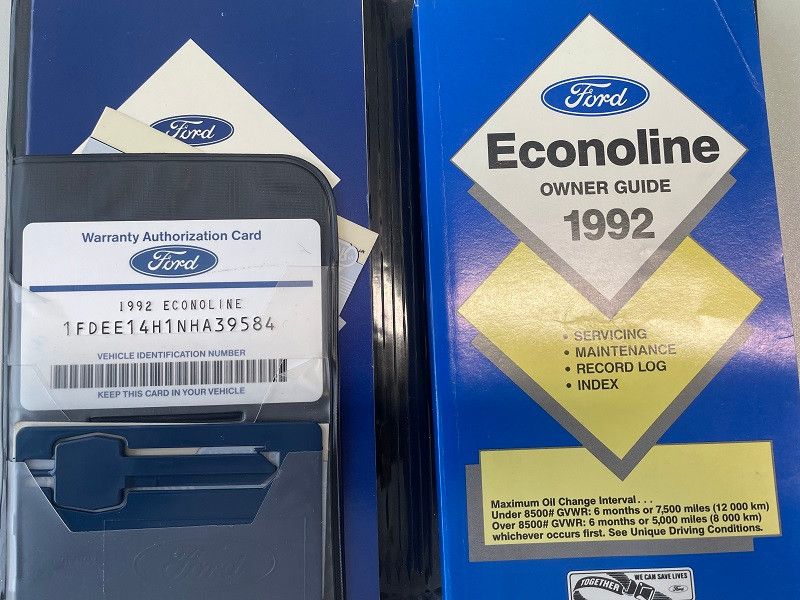 Ford
Warranty Authorization Card
Ford
1992 ECONOLINE
1FDEE14H1NHA39584
VEHICLE IDENTIFICATION NUMBER
KEEP THIS CARD IN YOUR VEHICLE
Ford
Ford
Econoline
OWNER GUIDE
1992
• SERVICING
• MAINTENANCE
• RECORD LOG
• INDEX
Maximum Oil Change Interval . . .
Under 8500# GVWR: 6 months or 7,500 miles (12 000 km)
Over 8500# GVWR: 6 months or 5,000 miles (8 000 km)
whichever occurs first. See Unique Driving Conditions.
TOGETHER
WE CAN SAVE LIVES
Ford